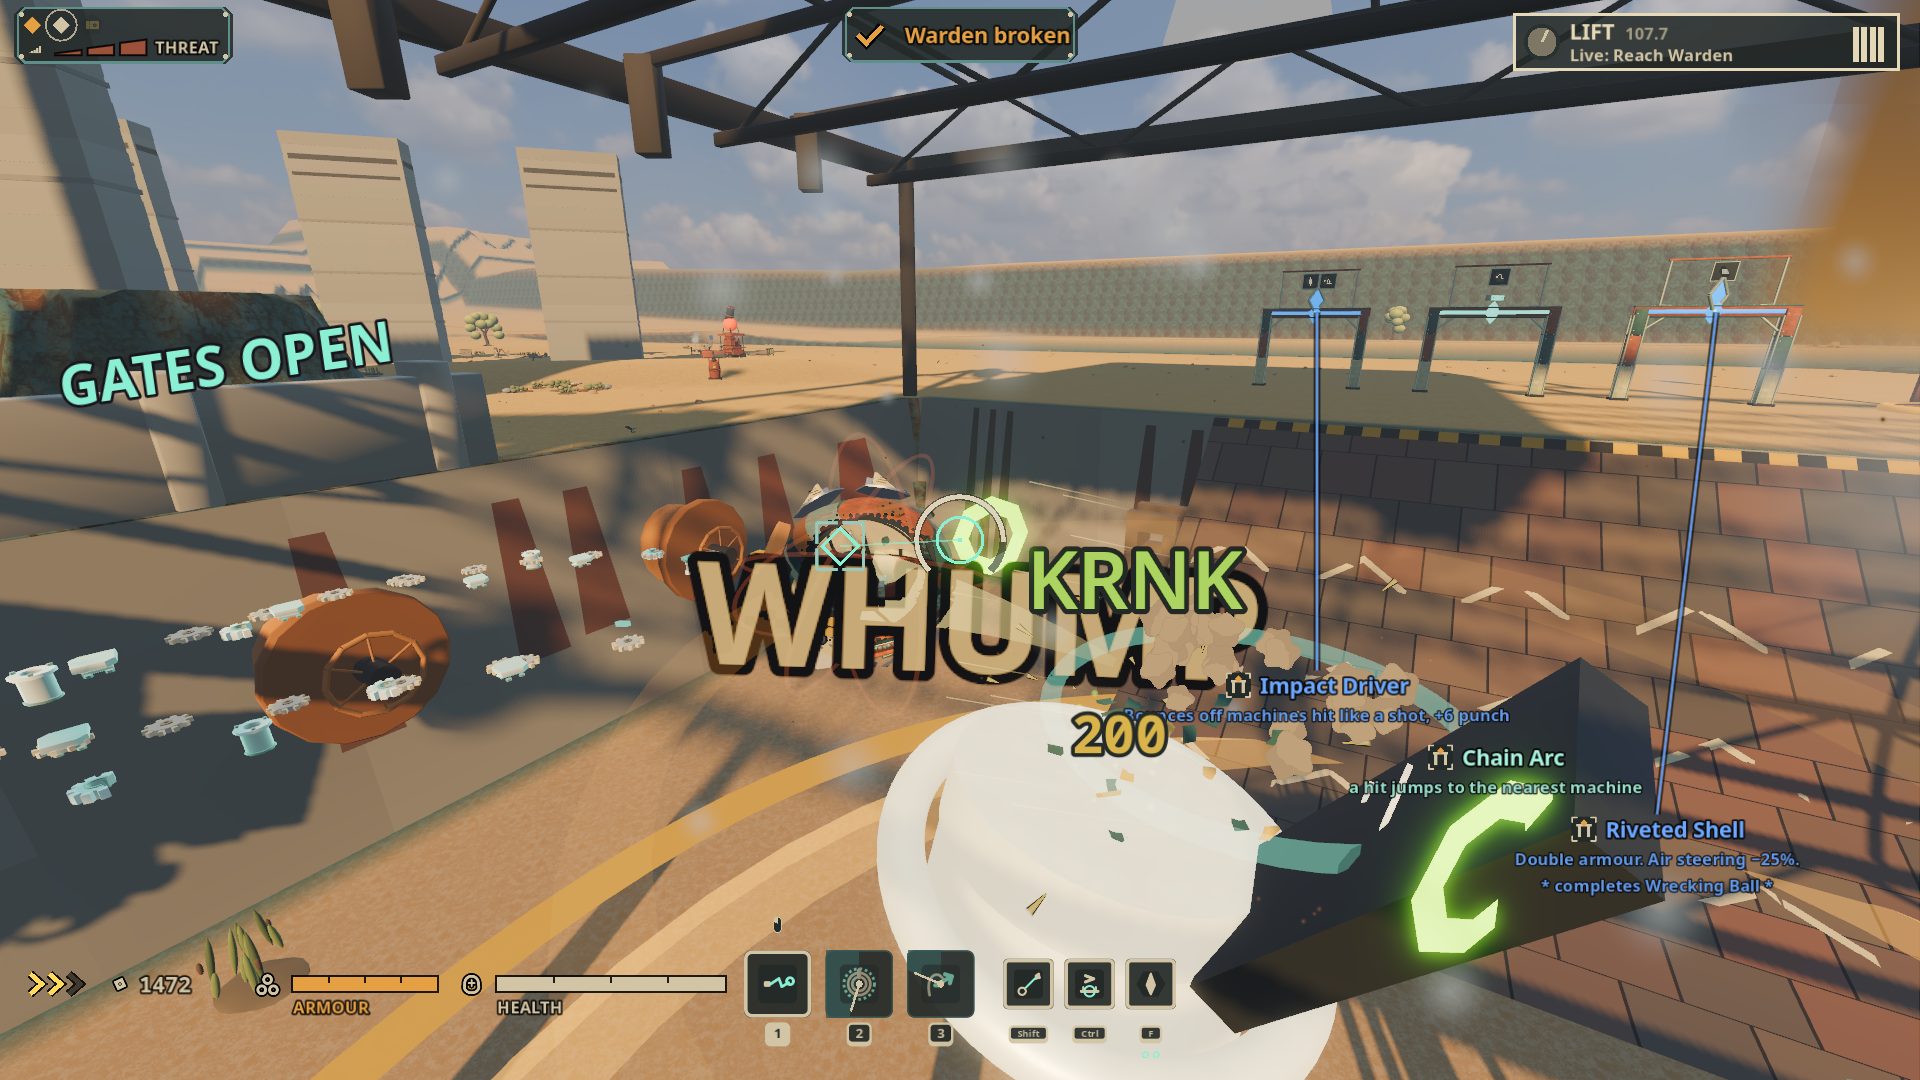 THREAT
Warden broken
LIFT 107.7
Live: Reach Warden
GATES OPEN
KRNK
WHUMP
Impact Driver
Bounces off machines hit like a shot, +6 punch
200
Chain Arc
a hit jumps to the nearest machine
Riveted Shell
Double armour. Air steering −25%.
* completes Wrecking Ball *
1472
ARMOUR
HEALTH
1
2
3
Shift
Ctrl
F